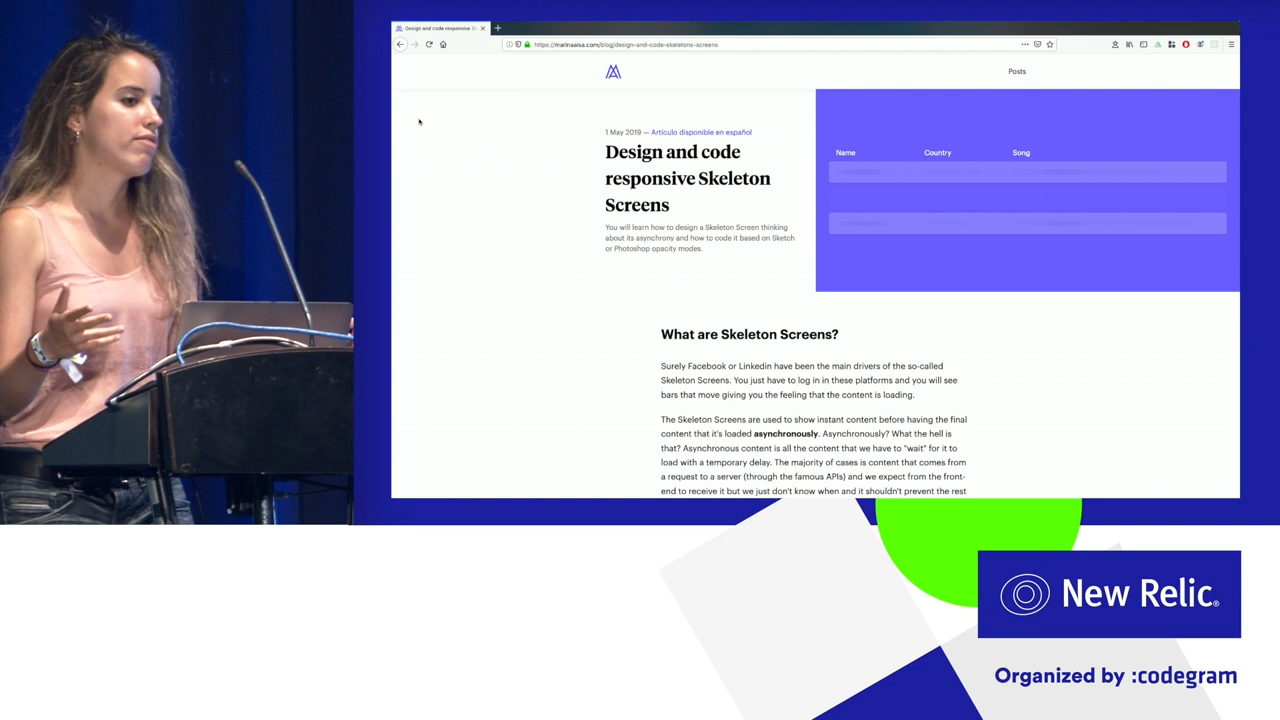 Design and code responsive S
https://marinaaisa.com/blog/design-and-code-skeletons-screens
Posts
1 May 2019 — Artículo disponible en español
Design and code
responsive Skeleton
Screens
You will learn how to design a Skeleton Screen thinking
about its asynchrony and how to code it based on Sketch
or Photoshop opacity modes.
Name Country Song
What are Skeleton Screens?
Surely Facebook or Linkedin have been the main drivers of the so-called
Skeleton Screens. You just have to log in in these platforms and you will see
bars that move giving you the feeling that the content is loading.
The Skeleton Screens are used to show instant content before having the final
content that it's loaded asynchronously. Asynchronously? What the hell is
that? Asynchronous content is all the content that we have to "wait" for it to
load with a temporary delay. The majority of cases is content that comes from
a request to a server (through the famous APIs) and we expect from the front-
end to receive it but we just don't know when and it shouldn't prevent the rest
New Relic®
Organized by :codegram